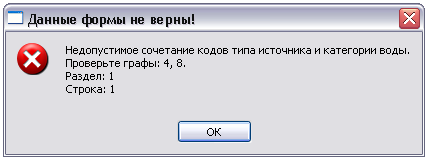 Данные формы не верны!
Недопустимое сочетание кодов типа источника и категории воды.
Проверьте графы: 4, 8.
Раздел: 1
Строка: 1
OK